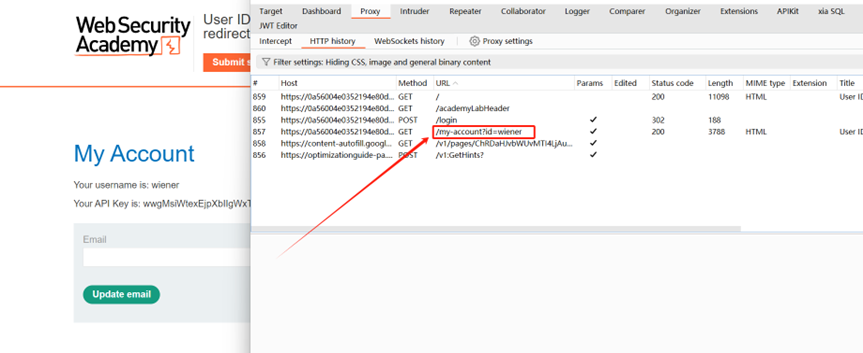 Web Security
Academy
User ID
redirect
Submit s
My Account
Your username is: wiener
Your API Key is:
Email
Update email
Target Dashboard Proxy Intruder Repeater Collaborator Logger Comparer Organizer Extensions APIKit xia SQL
JWT Editor
Intercept HTTP history WebSockets history Proxy settings
Filter settings: Hiding CSS, image and general binary content
# Host Method URL Params Edited Status code Length MIME type Extension Title
859 https://0a56004e0352194e80d... GET / 200 11098 HTML User ID
860 https://0a56004e0352194e80d... GET /academyLabHeader
855 https://0a56004e0352194e80d... POST /login ✓ 302 188
857 https://0a56004e0352194e80d... GET /my-account?id=wiener ✓ 200 3788 HTML User ID
858 https://content-autofill.googl... GET ✓
856 https://optimizationguide-pa.... POST /v1:GetHints? ✓